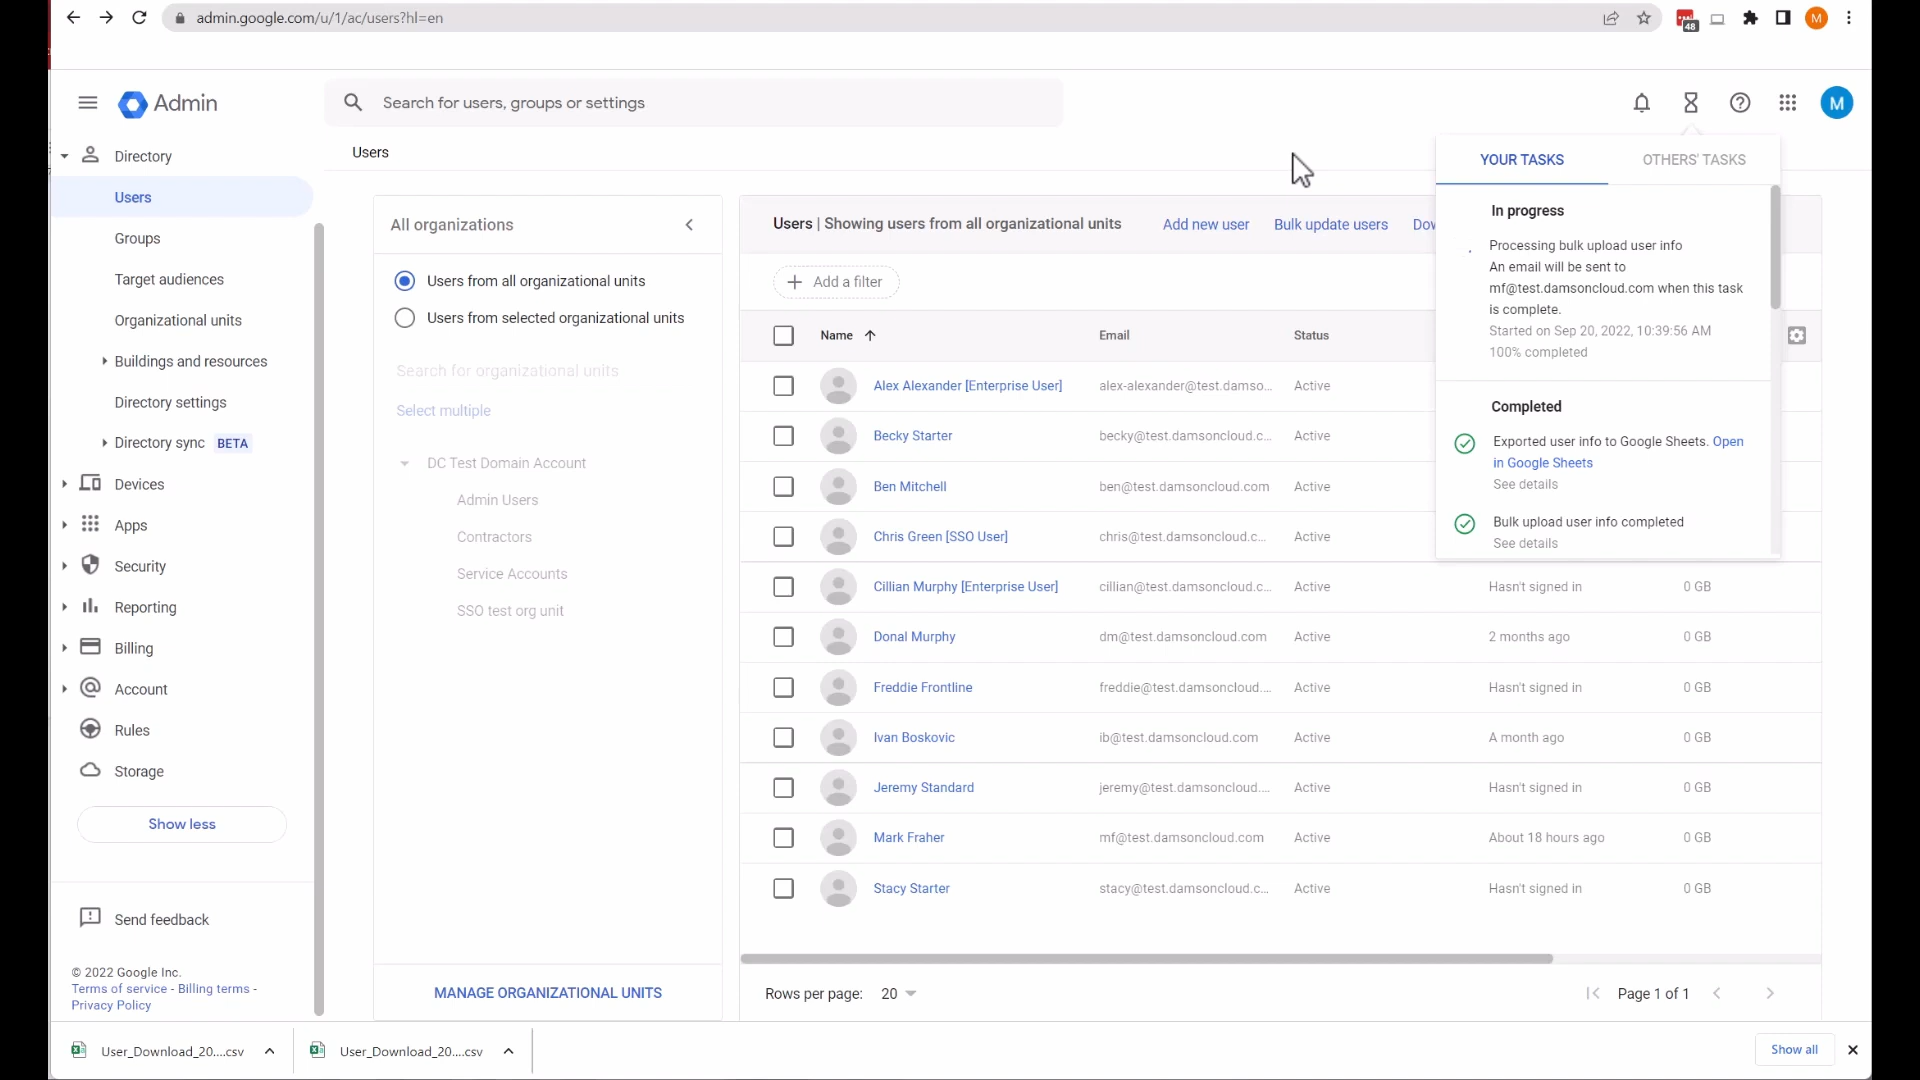 admin.google.com/u/1/ac/users?hl=en
48
M
Admin
Search for users, groups or settings
M
Directory
Users
Groups
Target audiences
Organizational units
Buildings and resources
Directory settings
Directory sync BETA
Devices
Apps
Security
Reporting
Billing
Account
Rules
Storage
Show less
Send feedback
© 2022 Google Inc.
Terms of service - Billing terms -
Privacy Policy
Users
All organizations
Users from all organizational units
Users from selected organizational units
Search for organizational units
Select multiple
DC Test Domain Account
Admin Users
Contractors
Service Accounts
SSO test org unit
MANAGE ORGANIZATIONAL UNITS
Users | Showing users from all organizational units Add new user Bulk update users Dow
Add a filter
Name Email Status
Alex Alexander [Enterprise User] alex-alexander@test.damso... Active
Becky Starter becky@test.damsoncloud.c... Active
Ben Mitchell ben@test.damsoncloud.com Active
Chris Green [SSO User] chris@test.damsoncloud.c... Active
Cillian Murphy [Enterprise User] cillian@test.damsoncloud.c... Active Hasn't signed in 0 GB
Donal Murphy dm@test.damsoncloud.com Active 2 months ago 0 GB
Freddie Frontline freddie@test.damsoncloud.... Active Hasn't signed in 0 GB
Ivan Boskovic ib@test.damsoncloud.com Active A month ago 0 GB
Jeremy Standard jeremy@test.damsoncloud.... Active Hasn't signed in 0 GB
Mark Fraher mf@test.damsoncloud.com Active About 18 hours ago 0 GB
Stacy Starter stacy@test.damsoncloud.c... Active Hasn't signed in 0 GB
Rows per page: 20 Page 1 of 1
YOUR TASKS OTHERS' TASKS
In progress
Processing bulk upload user info
An email will be sent to
mf@test.damsoncloud.com when this task
is complete.
Started on Sep 20, 2022, 10:39:56 AM
100% completed
Completed
Exported user info to Google Sheets. Open
in Google Sheets
See details
Bulk upload user info completed
See details
User_Download_20....csv User_Download_20....csv Show all